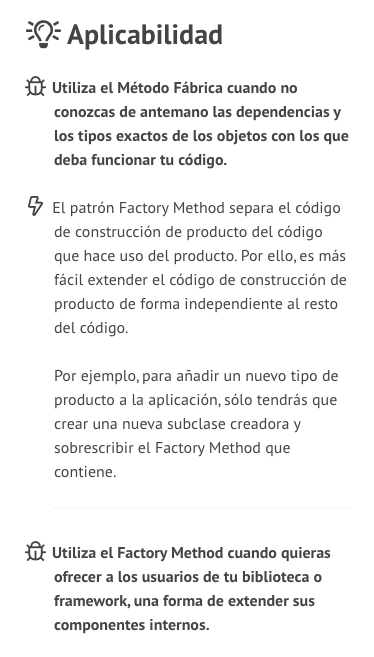 Aplicabilidad
Utiliza el Método Fábrica cuando no
conozcas de antemano las dependencias y
los tipos exactos de los objetos con los que
deba funcionar tu código.
El patrón Factory Method separa el código
de construcción de producto del código
que hace uso del producto. Por ello, es más
fácil extender el código de construcción de
producto de forma independiente al resto
del código.
Por ejemplo, para añadir un nuevo tipo de
producto a la aplicación, sólo tendrás que
crear una nueva subclase creadora y
sobrescribir el Factory Method que
contiene.
Utiliza el Factory Method cuando quieras
ofrecer a los usuarios de tu biblioteca o
framework, una forma de extender sus
componentes internos.